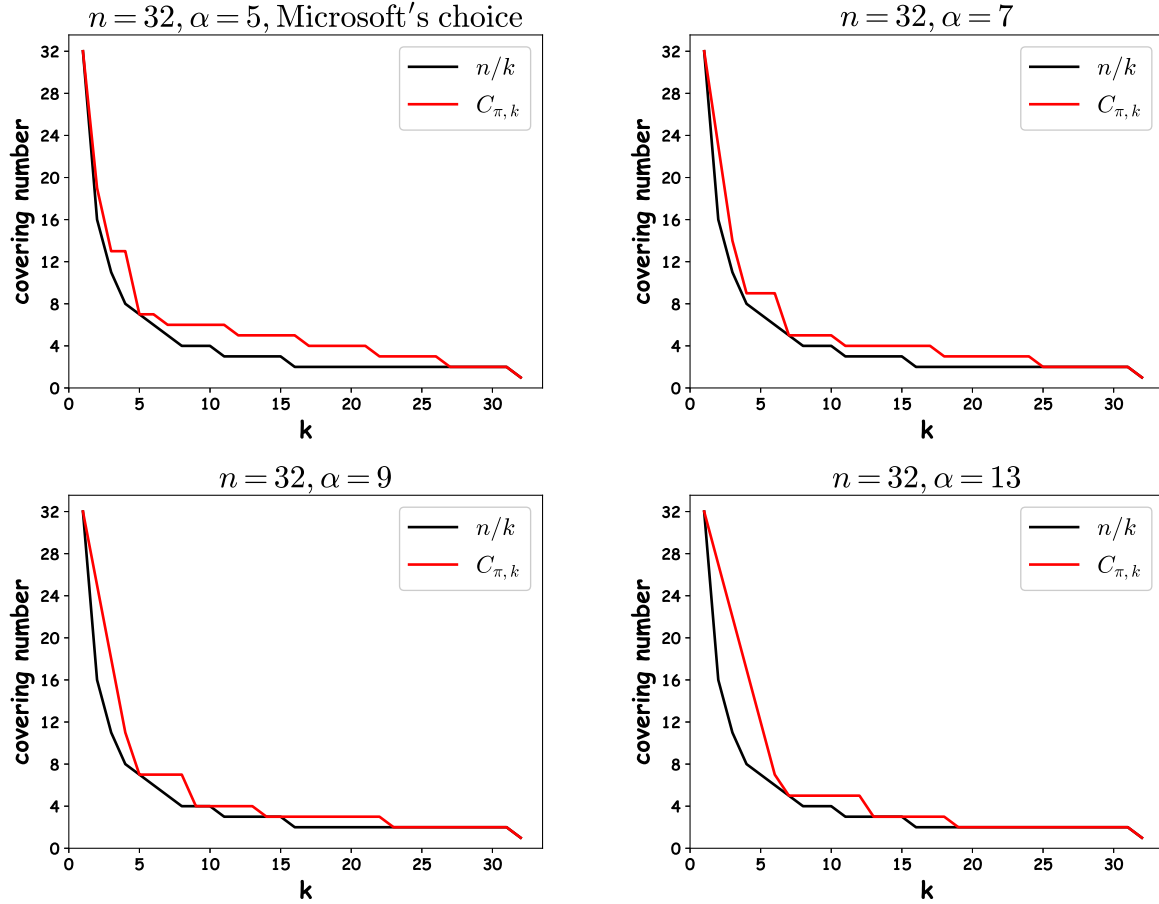 n = 32, α = 5, Microsoft's choice
32
28
24
20
16
12
8
4
0
covering number
n/k
C_{π,k}
0 5 10 15 20 25 30
k
n = 32, α = 7
32
28
24
20
16
12
8
4
0
covering number
n/k
C_{π,k}
0 5 10 15 20 25 30
k
n = 32, α = 9
32
28
24
20
16
12
8
4
0
covering number
n/k
C_{π,k}
0 5 10 15 20 25 30
k
n = 32, α = 13
32
28
24
20
16
12
8
4
0
covering number
n/k
C_{π,k}
0 5 10 15 20 25 30
k